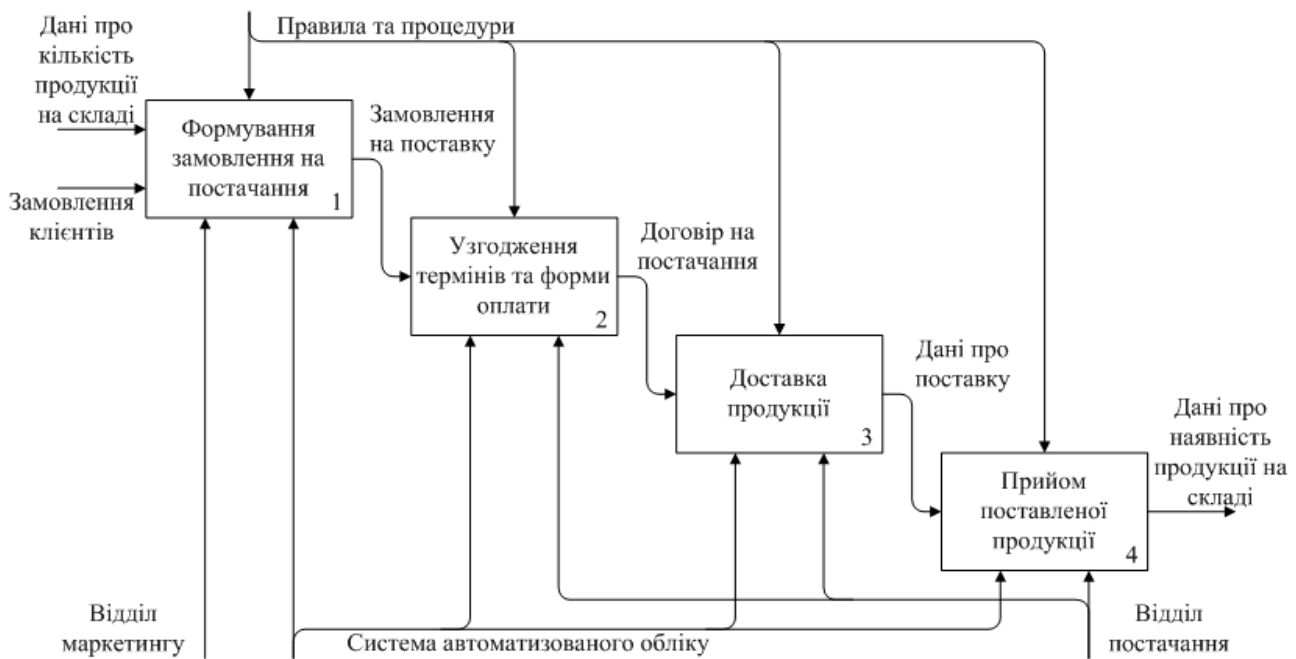 Дані про
кількість
продукції
на складі
Правила та процедури
Формування
замовлення на
постачання
1
Замовлення
на поставку
Замовлення
клієнтів
Узгодження
термінів та форми
оплати
2
Договір на
постачання
Доставка
продукції
3
Дані про
поставку
Прийом
поставленої
продукції
4
Дані про
наявність
продукції на
складі
Відділ
маркетингу
Система автоматизованого обліку
Відділ
постачання